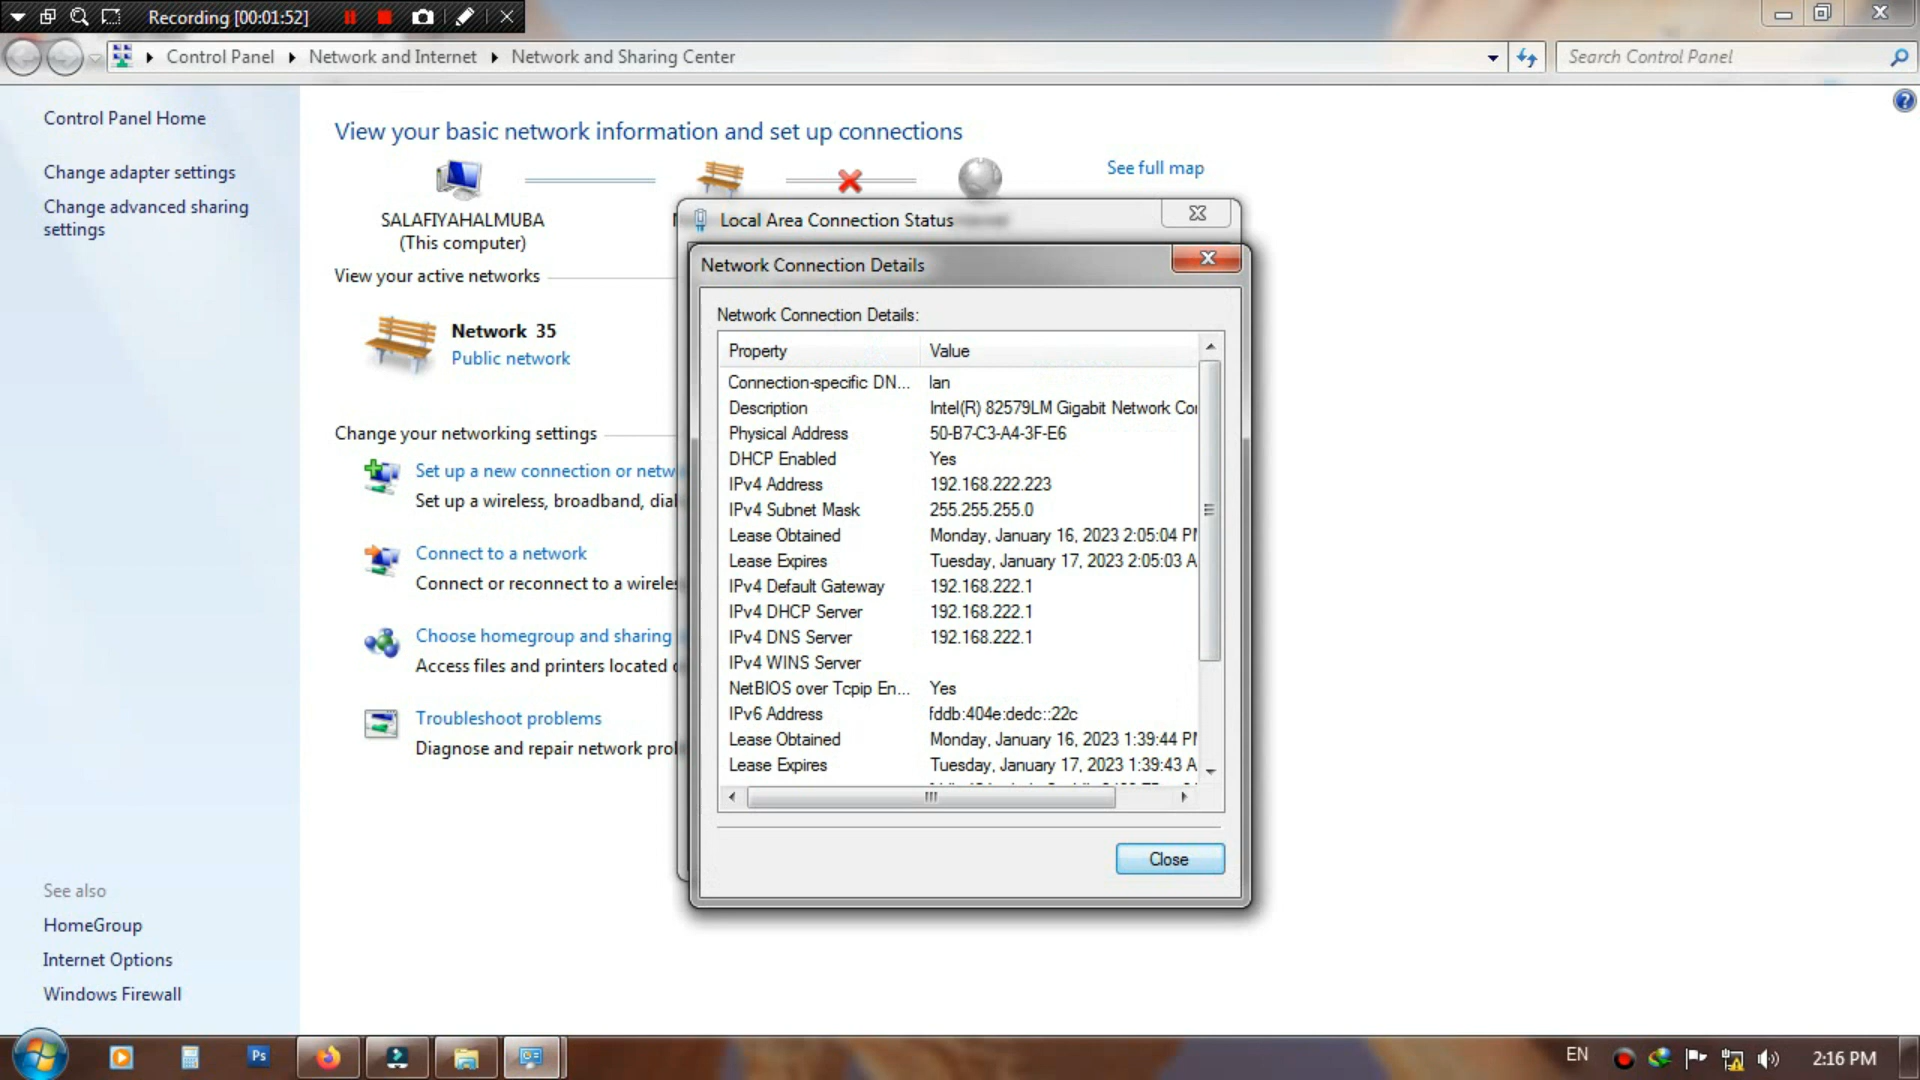 Recording [00:01:52]
Control Panel
Network and Internet
Network and Sharing Center
Search Control Panel
Control Panel Home
Change adapter settings
Change advanced sharing
settings
See also
HomeGroup
Internet Options
Windows Firewall
View your basic network information and set up connections
See full map
SALAFIYAHALMUBA
(This computer)
View your active networks
Network 35
Public network
Change your networking settings
Set up a new connection or netw
Set up a wireless, broadband, dial
Connect to a network
Connect or reconnect to a wireles
Choose homegroup and sharing
Access files and printers located o
Troubleshoot problems
Diagnose and repair network prol
Local Area Connection Status
Network Connection Details
Network Connection Details:
Property Value
Connection-specific DN... lan
Description Intel(R) 82579LM Gigabit Network Cor
Physical Address 50-B7-C3-A4-3F-E6
DHCP Enabled Yes
IPv4 Address 192.168.222.223
IPv4 Subnet Mask 255.255.255.0
Lease Obtained Monday, January 16, 2023 2:05:04 PM
Lease Expires Tuesday, January 17, 2023 2:05:03 A
IPv4 Default Gateway 192.168.222.1
IPv4 DHCP Server 192.168.222.1
IPv4 DNS Server 192.168.222.1
IPv4 WINS Server
NetBIOS over Tcpip En... Yes
IPv6 Address fddb:404e:dedc::22c
Lease Obtained Monday, January 16, 2023 1:39:44 PM
Lease Expires Tuesday, January 17, 2023 1:39:43 A
Close
Ps
EN
2:16 PM